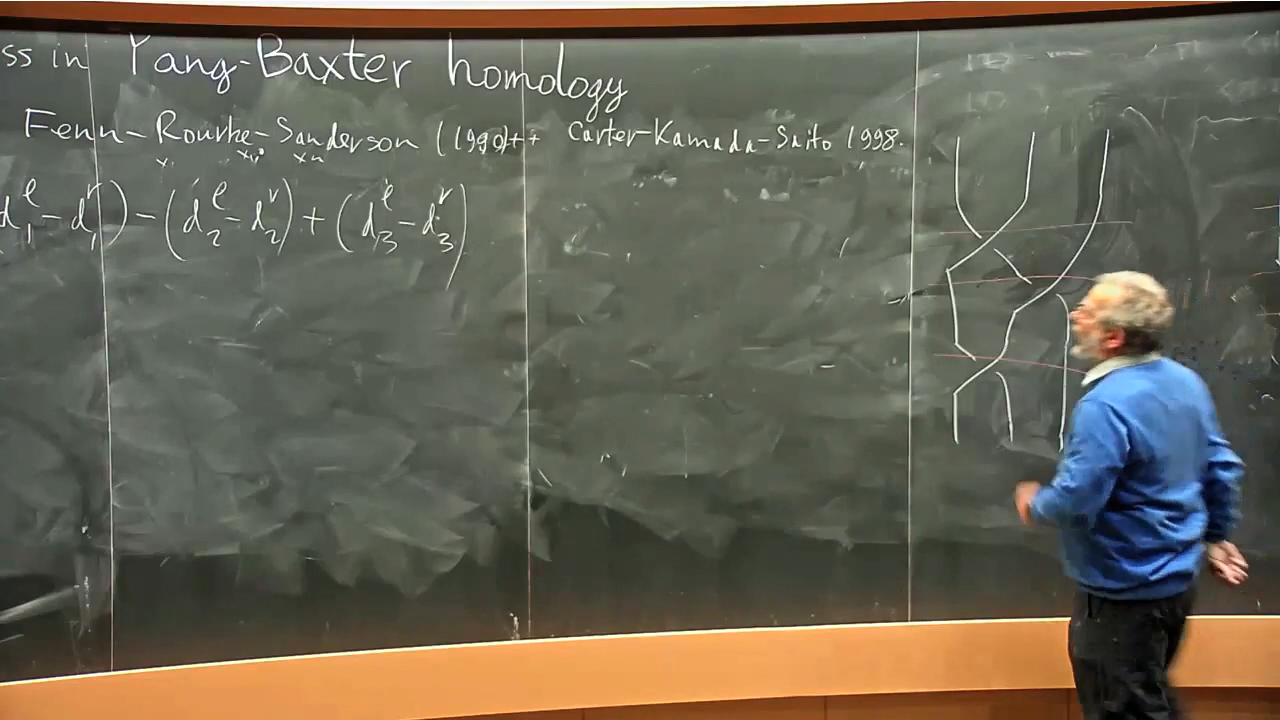 ss in Yang-Baxter homology
Fenn-Rourke-Sanderson (1990)++ Carter-Kamada-Saito 1998.
d₁ˡ - d₁ʳ) - (d₂ˡ - d₂ʳ) + (d₃ˡ - d₃ʳ)